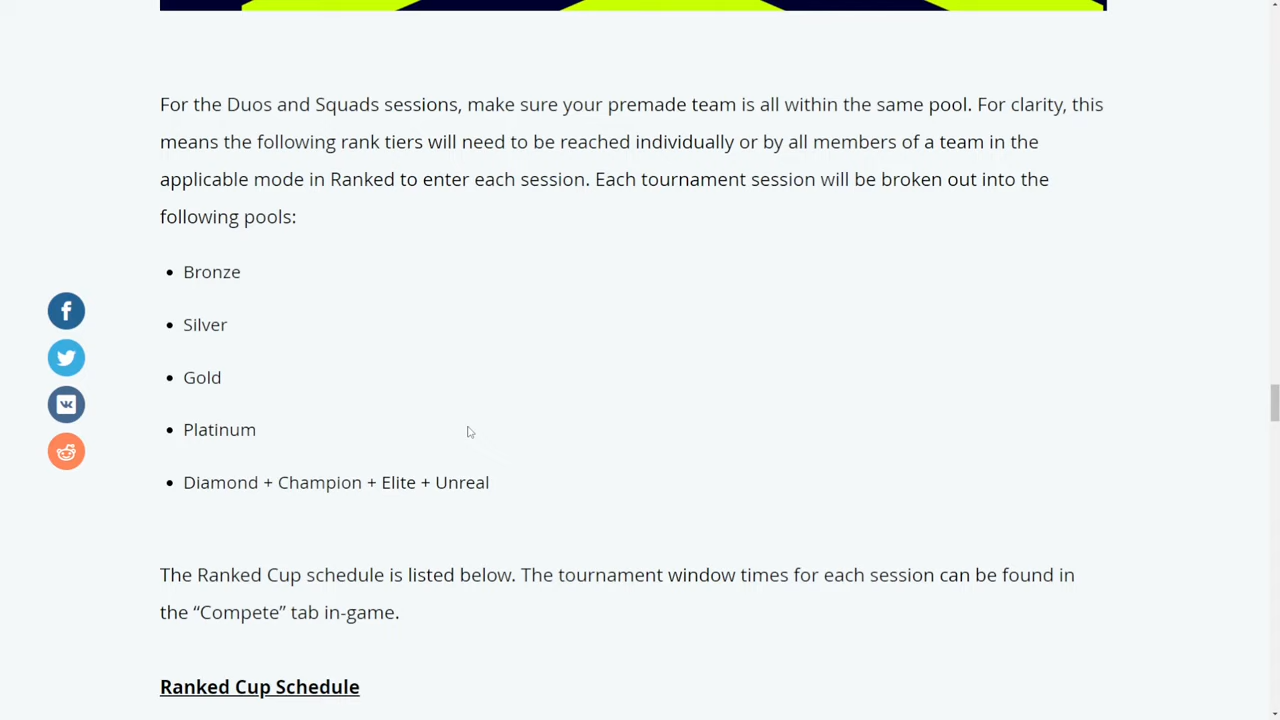 For the Duos and Squads sessions, make sure your premade team is all within the same pool. For clarity, this
means the following rank tiers will need to be reached individually or by all members of a team in the
applicable mode in Ranked to enter each session. Each tournament session will be broken out into the
following pools:
• Bronze
• Silver
• Gold
• Platinum
• Diamond + Champion + Elite + Unreal
The Ranked Cup schedule is listed below. The tournament window times for each session can be found in
the “Compete” tab in-game.
Ranked Cup Schedule